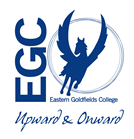 EGC
Eastern Goldfields College
Upward & Onward